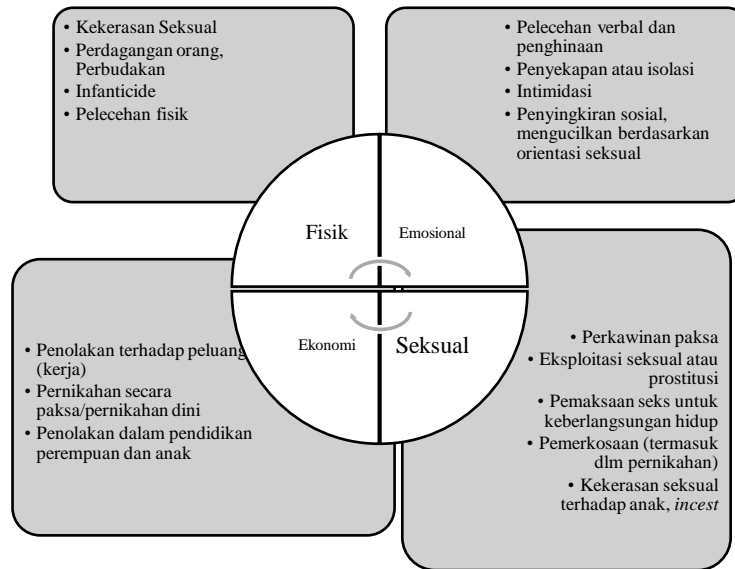 • Kekerasan Seksual
• Perdagangan orang,
Perbudakan
• Infanticide
• Pelecehan fisik
• Pelecehan verbal dan
penghinaan
• Penyekapan atau isolasi
• Intimidasi
• Penyingkiran sosial,
mengucilkan berdasarkan
orientasi seksual
Fisik
Emosional
Ekonomi
Seksual
• Penolakan terhadap peluang
(kerja)
• Pernikahan secara
paksa/pernikahan dini
• Penolakan dalam pendidikan
perempuan dan anak
• Perkawinan paksa
• Eksploitasi seksual atau
prostitusi
• Pemaksaan seks untuk
keberlangsungan hidup
• Pemerkosaan (termasuk
dlm pernikahan)
• Kekerasan seksual
terhadap anak, incest